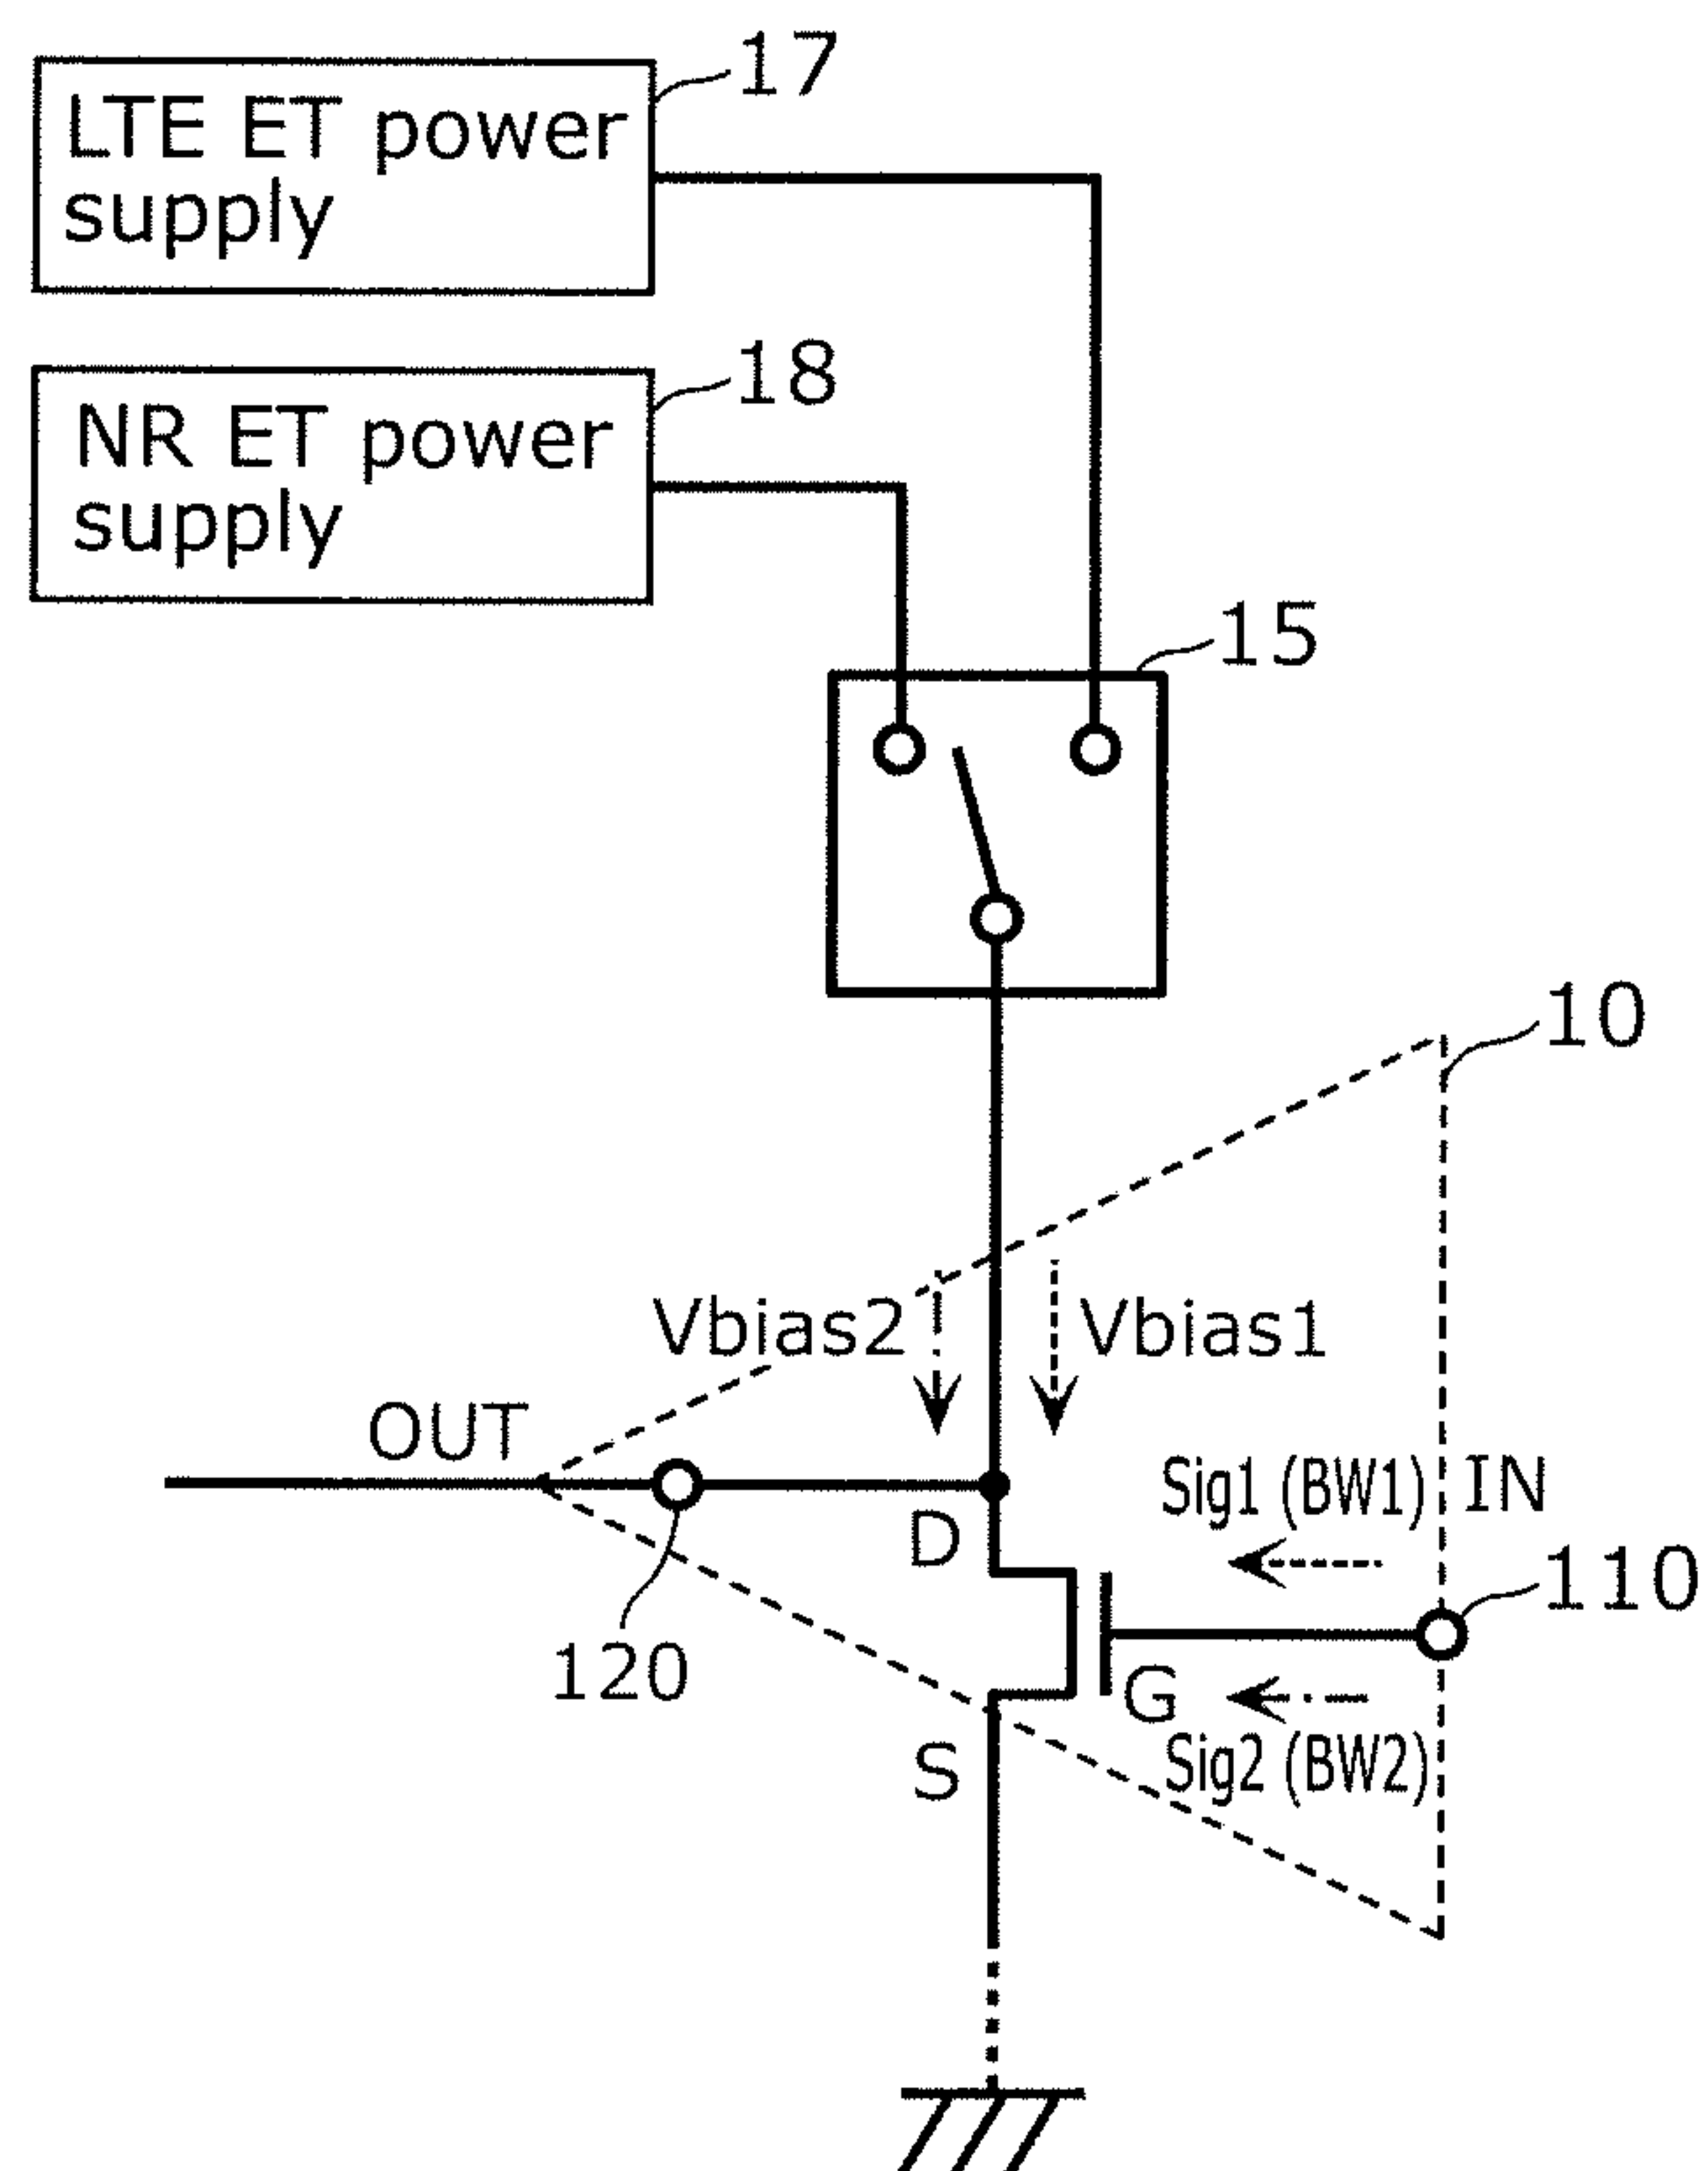 17
LTE ET power
supply
18
NR ET power
supply
15
10
Vbias2
Vbias1
OUT
Sig1 (BW1)
IN
D
110
120
G
S
Sig2 (BW2)